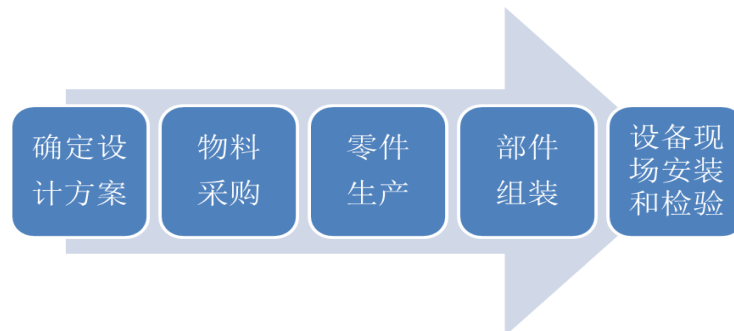 确定设
计方案
物料
采购
零件
生产
部件
组装
设备现
场安装
和检验